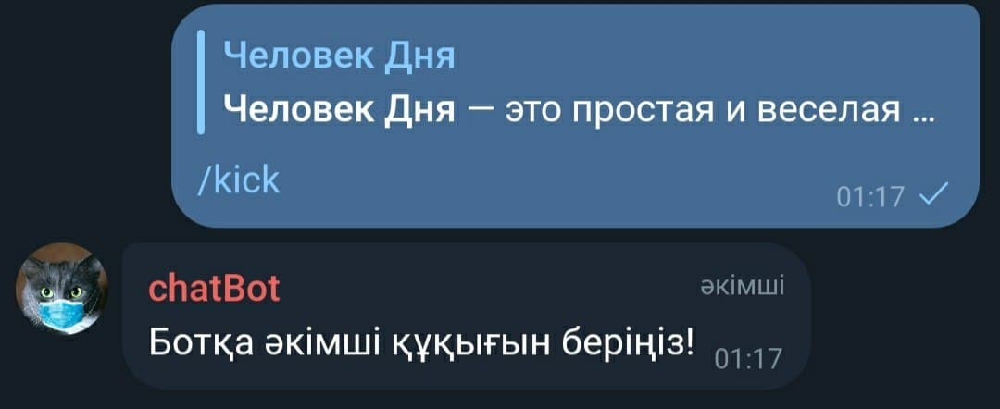 Человек Дня
Человек Дня — это простая и веселая ...
/kick
01:17
chatBot
әкімші
Ботқа әкімші құқығын беріңіз!
01:17